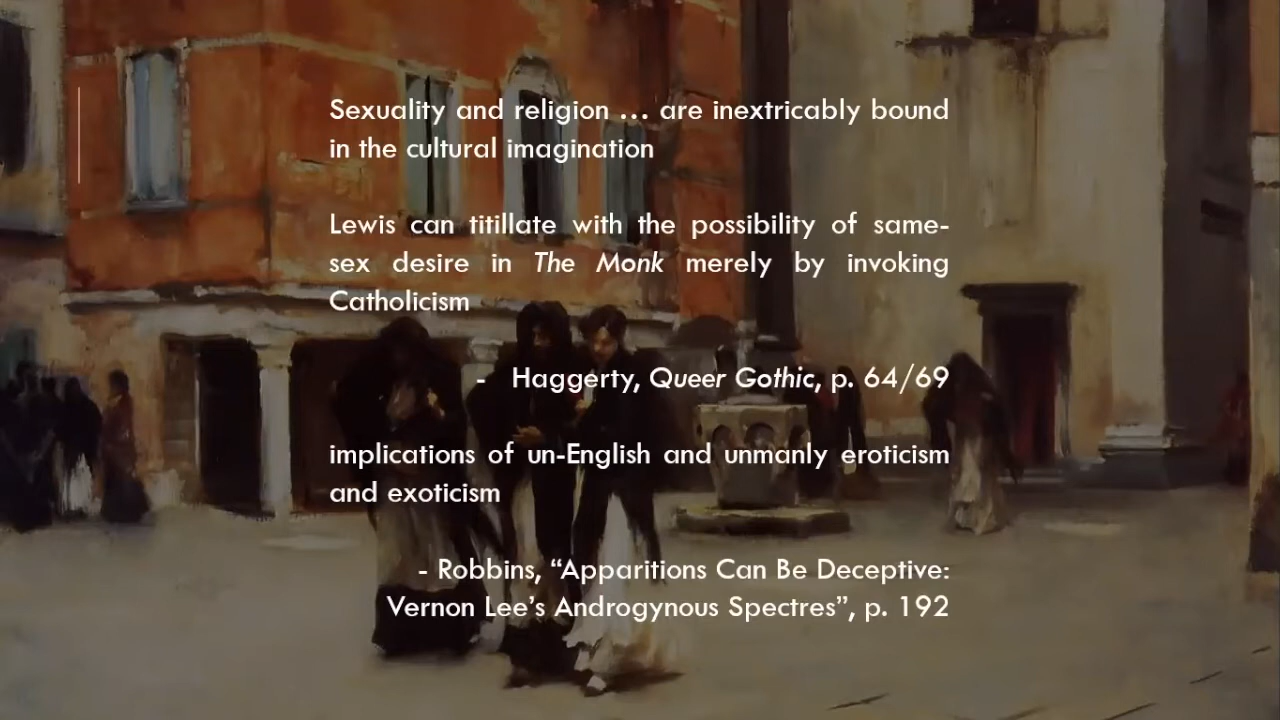 Sexuality and religion … are inextricably bound
in the cultural imagination
Lewis can titillate with the possibility of same-
sex desire in The Monk merely by invoking
Catholicism
- Haggerty, Queer Gothic, p. 64/69
implications of un-English and unmanly eroticism
and exoticism
- Robbins, “Apparitions Can Be Deceptive:
Vernon Lee’s Androgynous Spectres”, p. 192